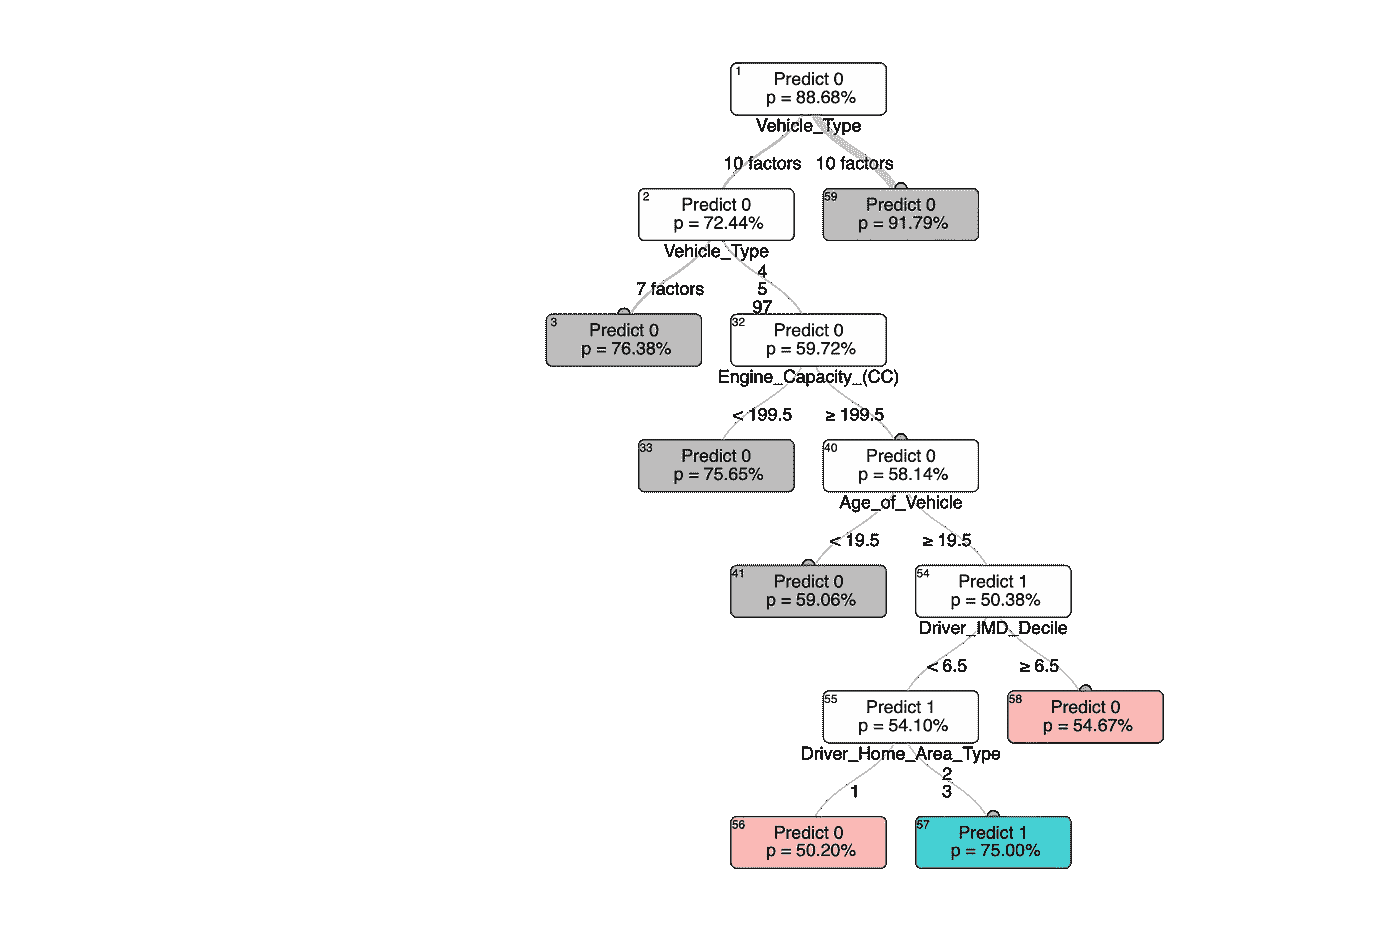 1
Predict 0
p = 88.68%
Vehicle_Type
10 factors
10 factors
2
Predict 0
p = 72.44%
59
Predict 0
p = 91.79%
Vehicle_Type
7 factors
4
5
97
3
Predict 0
p = 76.38%
32
Predict 0
p = 59.72%
Engine_Capacity_(CC)
< 199.5
≥ 199.5
33
Predict 0
p = 75.65%
40
Predict 0
p = 58.14%
Age_of_Vehicle
< 19.5
≥ 19.5
41
Predict 0
p = 59.06%
54
Predict 1
p = 50.38%
Driver_IMD_Decile
< 6.5
≥ 6.5
55
Predict 1
p = 54.10%
58
Predict 0
p = 54.67%
Driver_Home_Area_Type
1
2
3
56
Predict 0
p = 50.20%
57
Predict 1
p = 75.00%